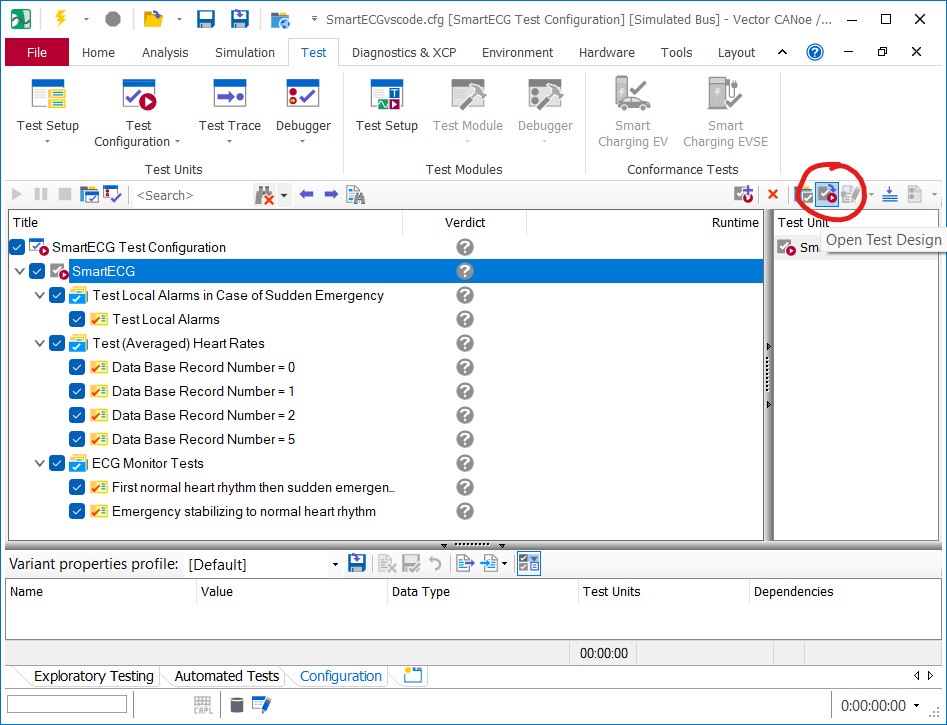 SmartECGvscode.cfg [SmartECG Test Configuration] [Simulated Bus] - Vector CANoe /...
File Home Analysis Simulation Test Diagnostics & XCP Environment Hardware Tools Layout
Test Setup
Test Configuration
Test Trace
Debugger
Test Units
Test Setup
Test Module
Debugger
Test Modules
Smart Charging EV
Smart Charging EVSE
Conformance Tests
<Search>
Title Verdict Runtime
Test Unit
Open Test Design
Sm
SmartECG Test Configuration
SmartECG
Test Local Alarms in Case of Sudden Emergency
Test Local Alarms
Test (Averaged) Heart Rates
Data Base Record Number = 0
Data Base Record Number = 1
Data Base Record Number = 2
Data Base Record Number = 5
ECG Monitor Tests
First normal heart rhythm then sudden emergen...
Emergency stabilizing to normal heart rhythm
Variant properties profile: [Default]
Name Value Data Type Test Units Dependencies
00:00:00
Exploratory Testing Automated Tests Configuration
CAPL
0:00:00:00